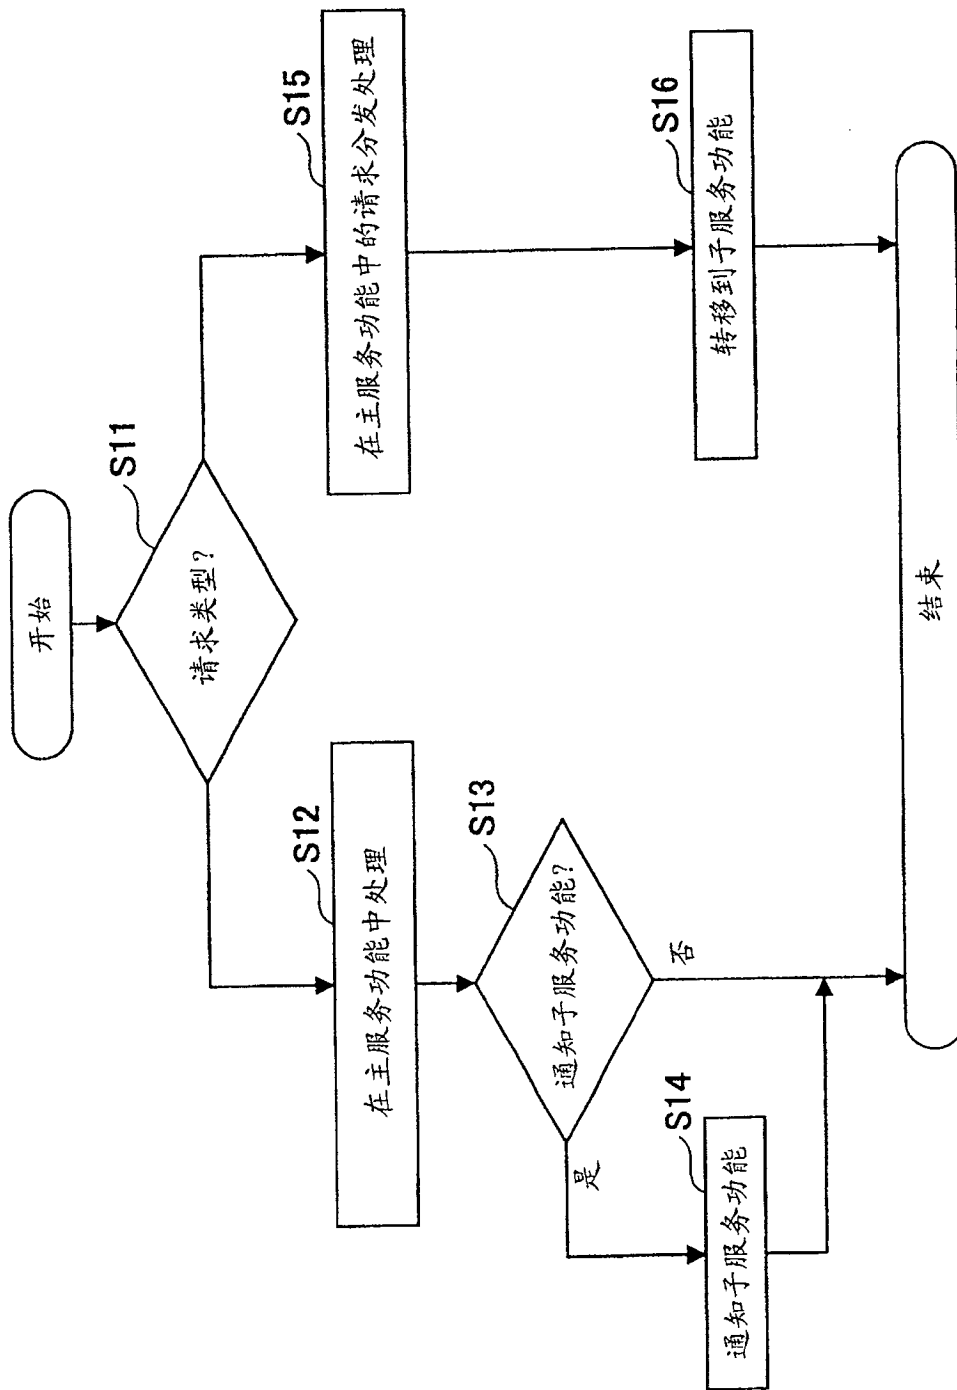 开始
S11
请求类型?
S12
在主服务功能中处理
S13
通知子服务功能?
是
否
S14
通知子服务功能
S15
在主服务功能中的请求分发处理
S16
转移到子服务功能
结束